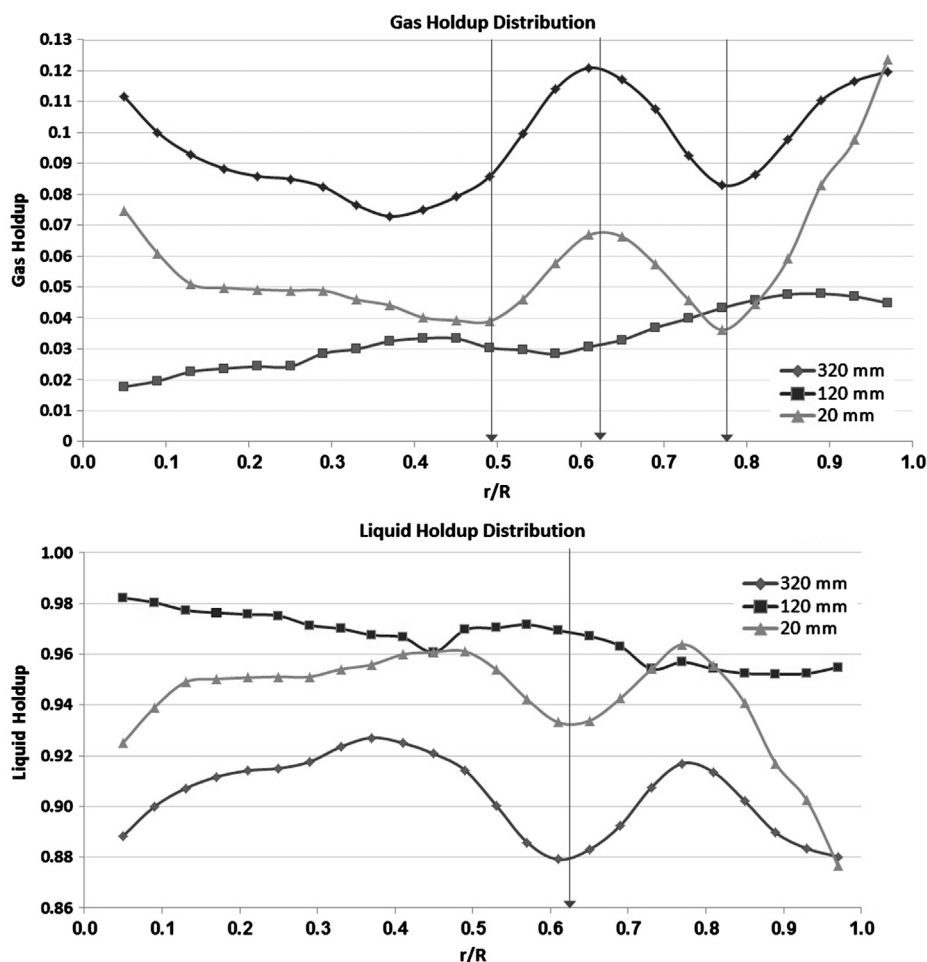 Gas Holdup Distribution
0.13
0.12
0.11
0.1
0.09
0.08
0.07
0.06
0.05
0.04
0.03
0.02
0.01
0
Gas Holdup
320 mm
120 mm
20 mm
0.0 0.1 0.2 0.3 0.4 0.5 0.6 0.7 0.8 0.9 1.0
r/R
Liquid Holdup Distribution
1.00
0.98
0.96
0.94
0.92
0.90
0.88
0.86
Liquid Holdup
320 mm
120 mm
20 mm
0.0 0.1 0.2 0.3 0.4 0.5 0.6 0.7 0.8 0.9 1.0
r/R